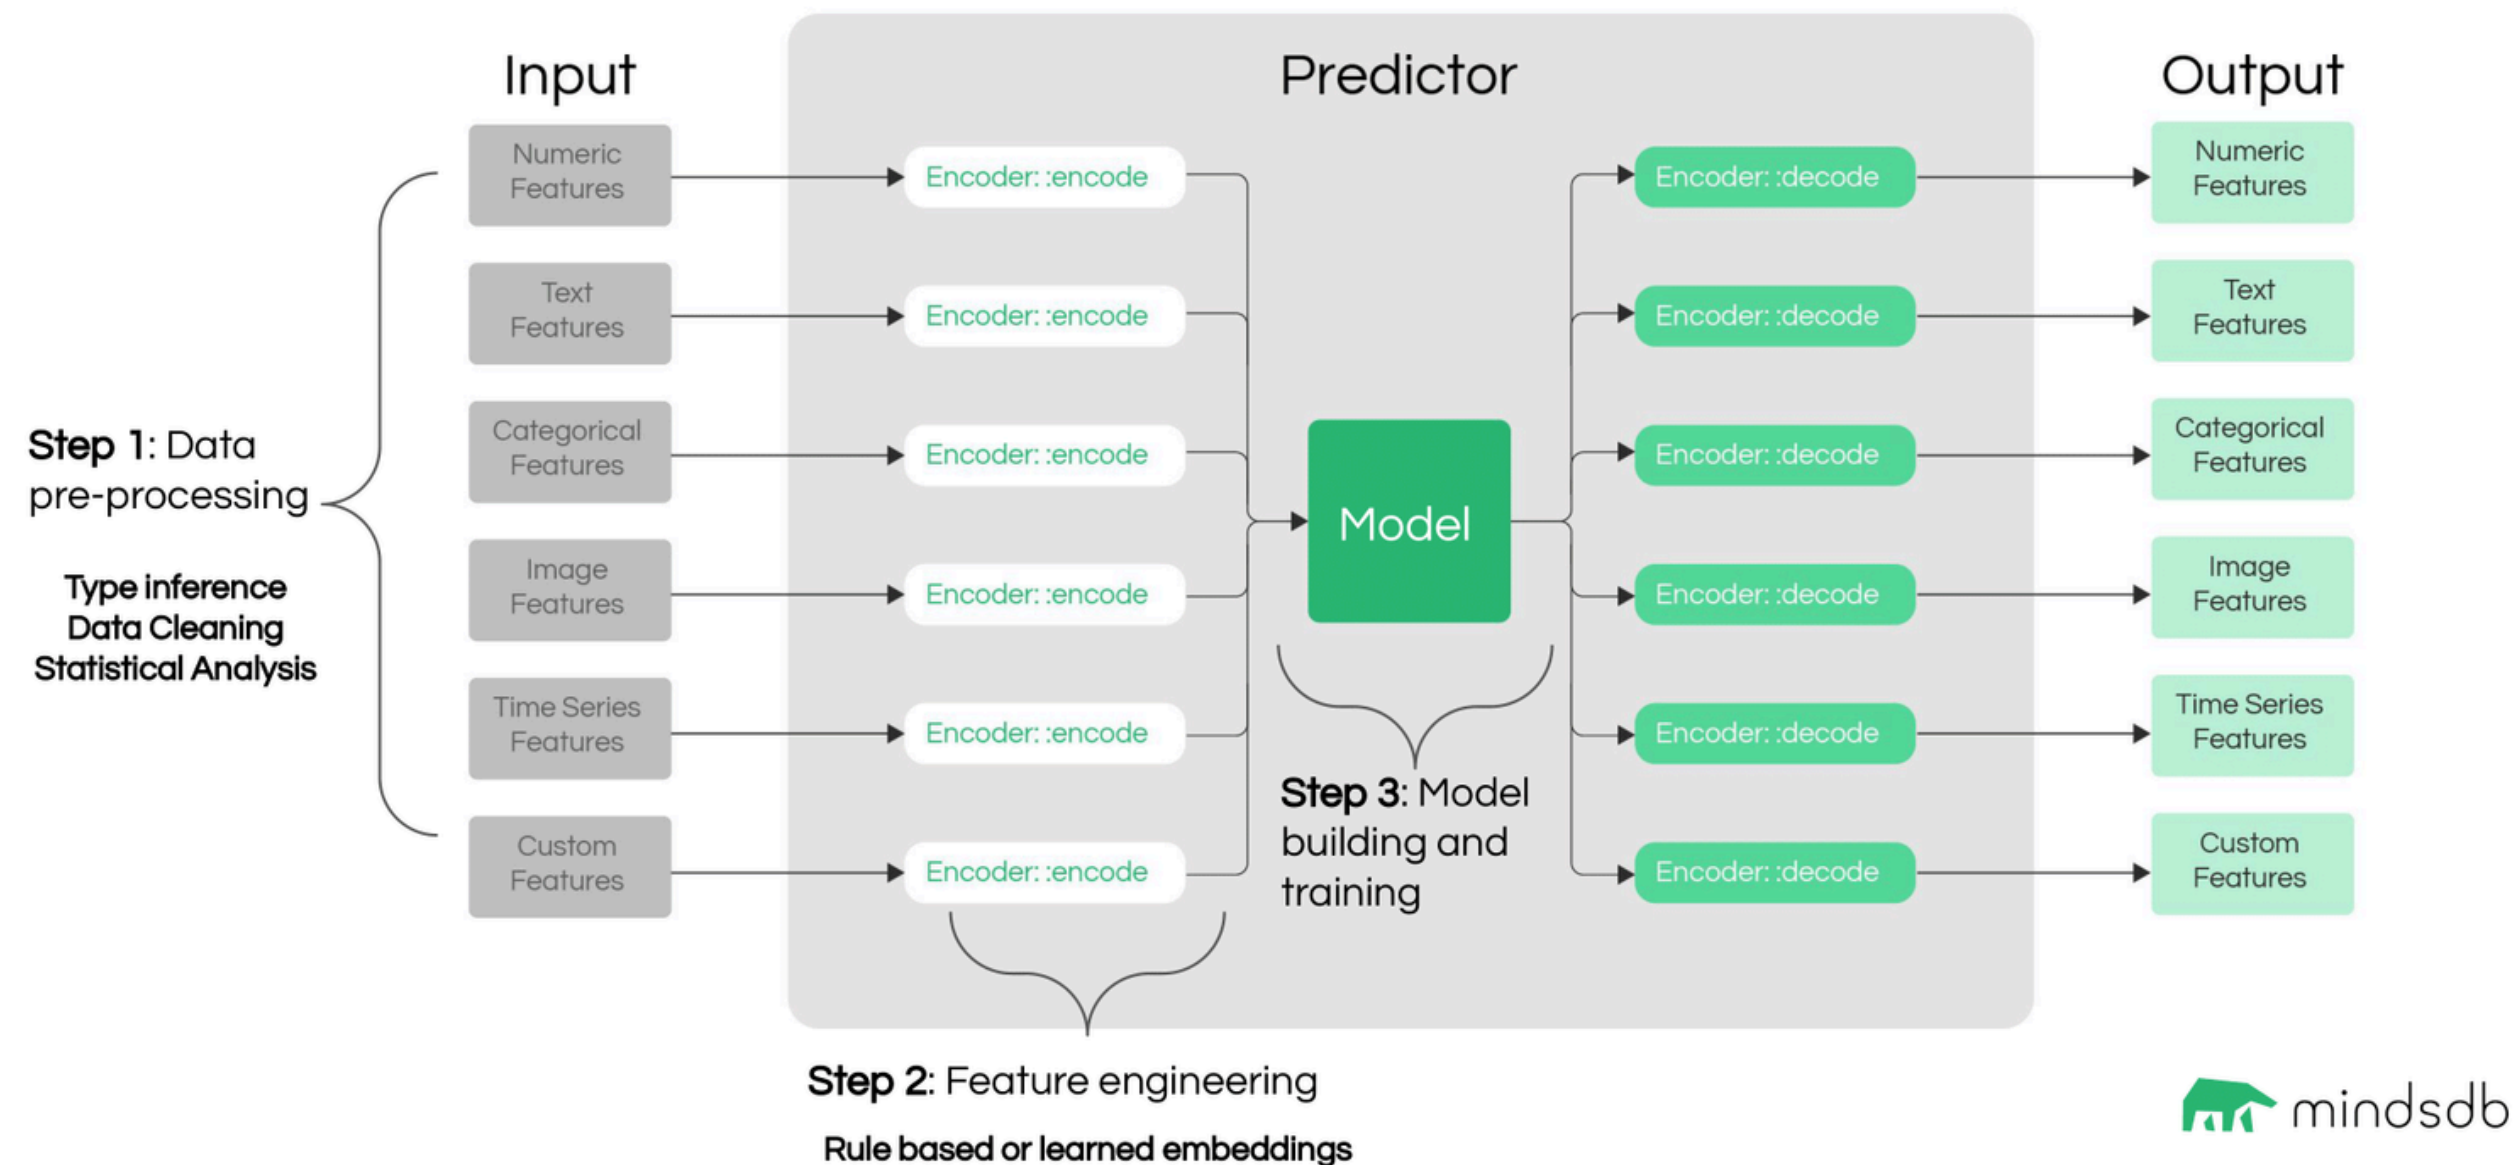 Input
Predictor
Output
Numeric
Features
Encoder: :encode
Encoder: :decode
Numeric
Features
Text
Features
Encoder: :encode
Encoder: :decode
Text
Features
Categorical
Features
Encoder: :encode
Encoder: :decode
Categorical
Features
Step 1: Data
pre-processing
Type inference
Data Cleaning
Statistical Analysis
Model
Image
Features
Encoder: :encode
Encoder: :decode
Image
Features
Time Series
Features
Encoder: :encode
Encoder: :decode
Time Series
Features
Step 3: Model
building and
training
Custom
Features
Encoder: :encode
Encoder: :decode
Custom
Features
Step 2: Feature engineering
Rule based or learned embeddings
mindsdb